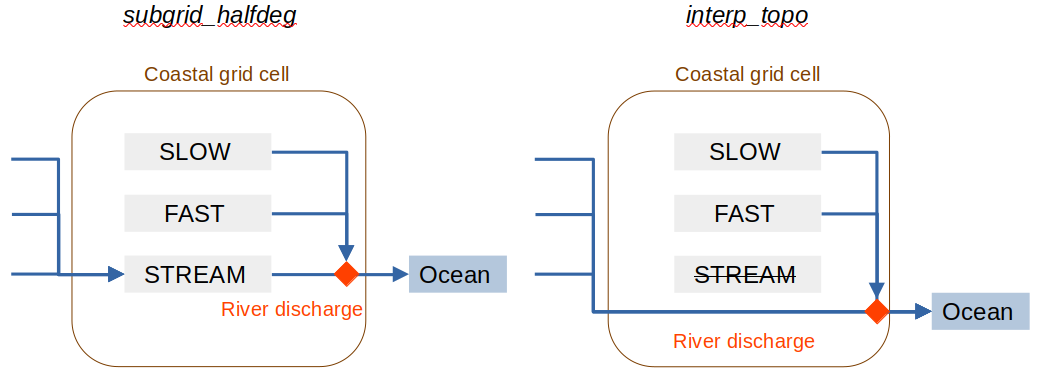 subgrid_halfdeg
Coastal grid cell
SLOW
FAST
STREAM
Ocean
River discharge
interp_topo
Coastal grid cell
SLOW
FAST
STREAM
Ocean
River discharge